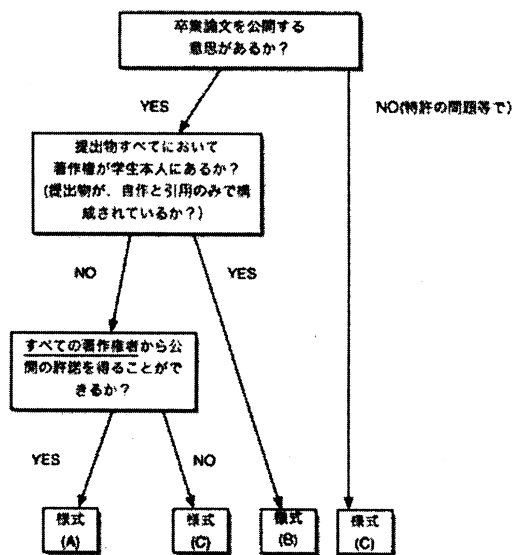 卒業論文を公開する
意思があるか？
YES
NO(特許の問題等で)
提出物すべてにおいて
著作権が学生本人にあるか？
(提出物が、自作と引用のみで構
成されているか？)
NO
YES
すべての著作権者から公
開の許諾を得ることがで
きるか？
YES
NO
様式
(A)
様式
(C)
様式
(B)
様式
(C)